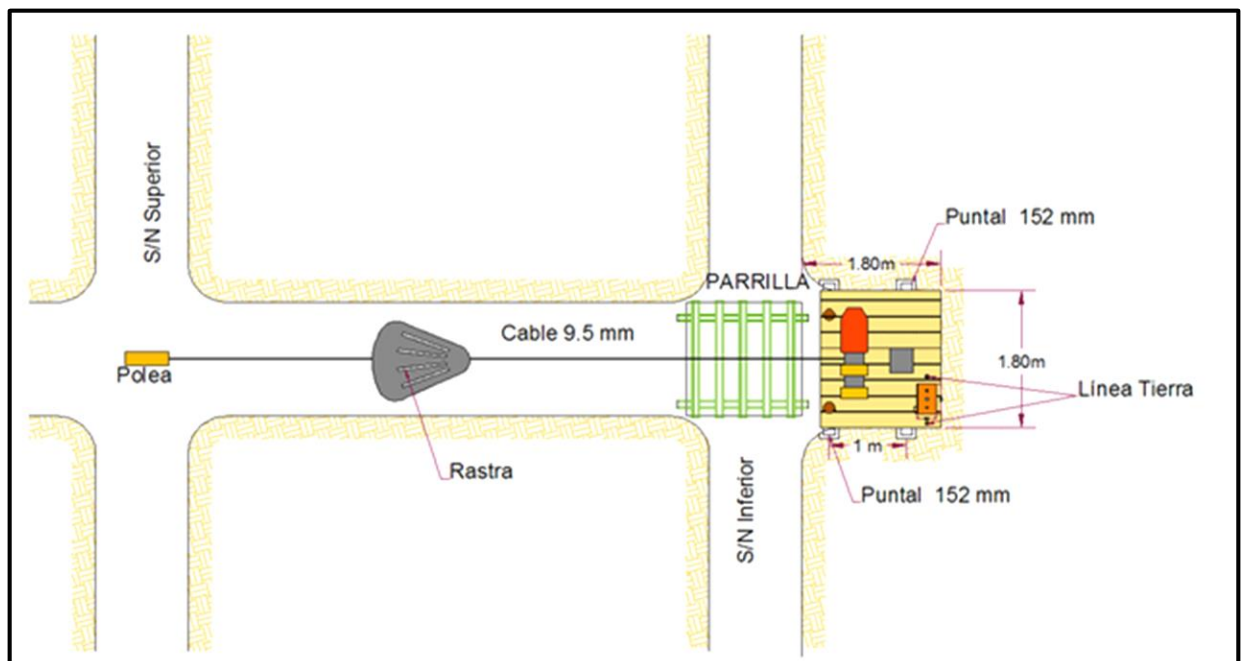 S/N Superior
Puntal 152 mm
1.80m
PARRILLA
Cable 9.5 mm
1.80m
Polea
Línea Tierra
1 m
Rastra
Puntal 152 mm
S/N Inferior